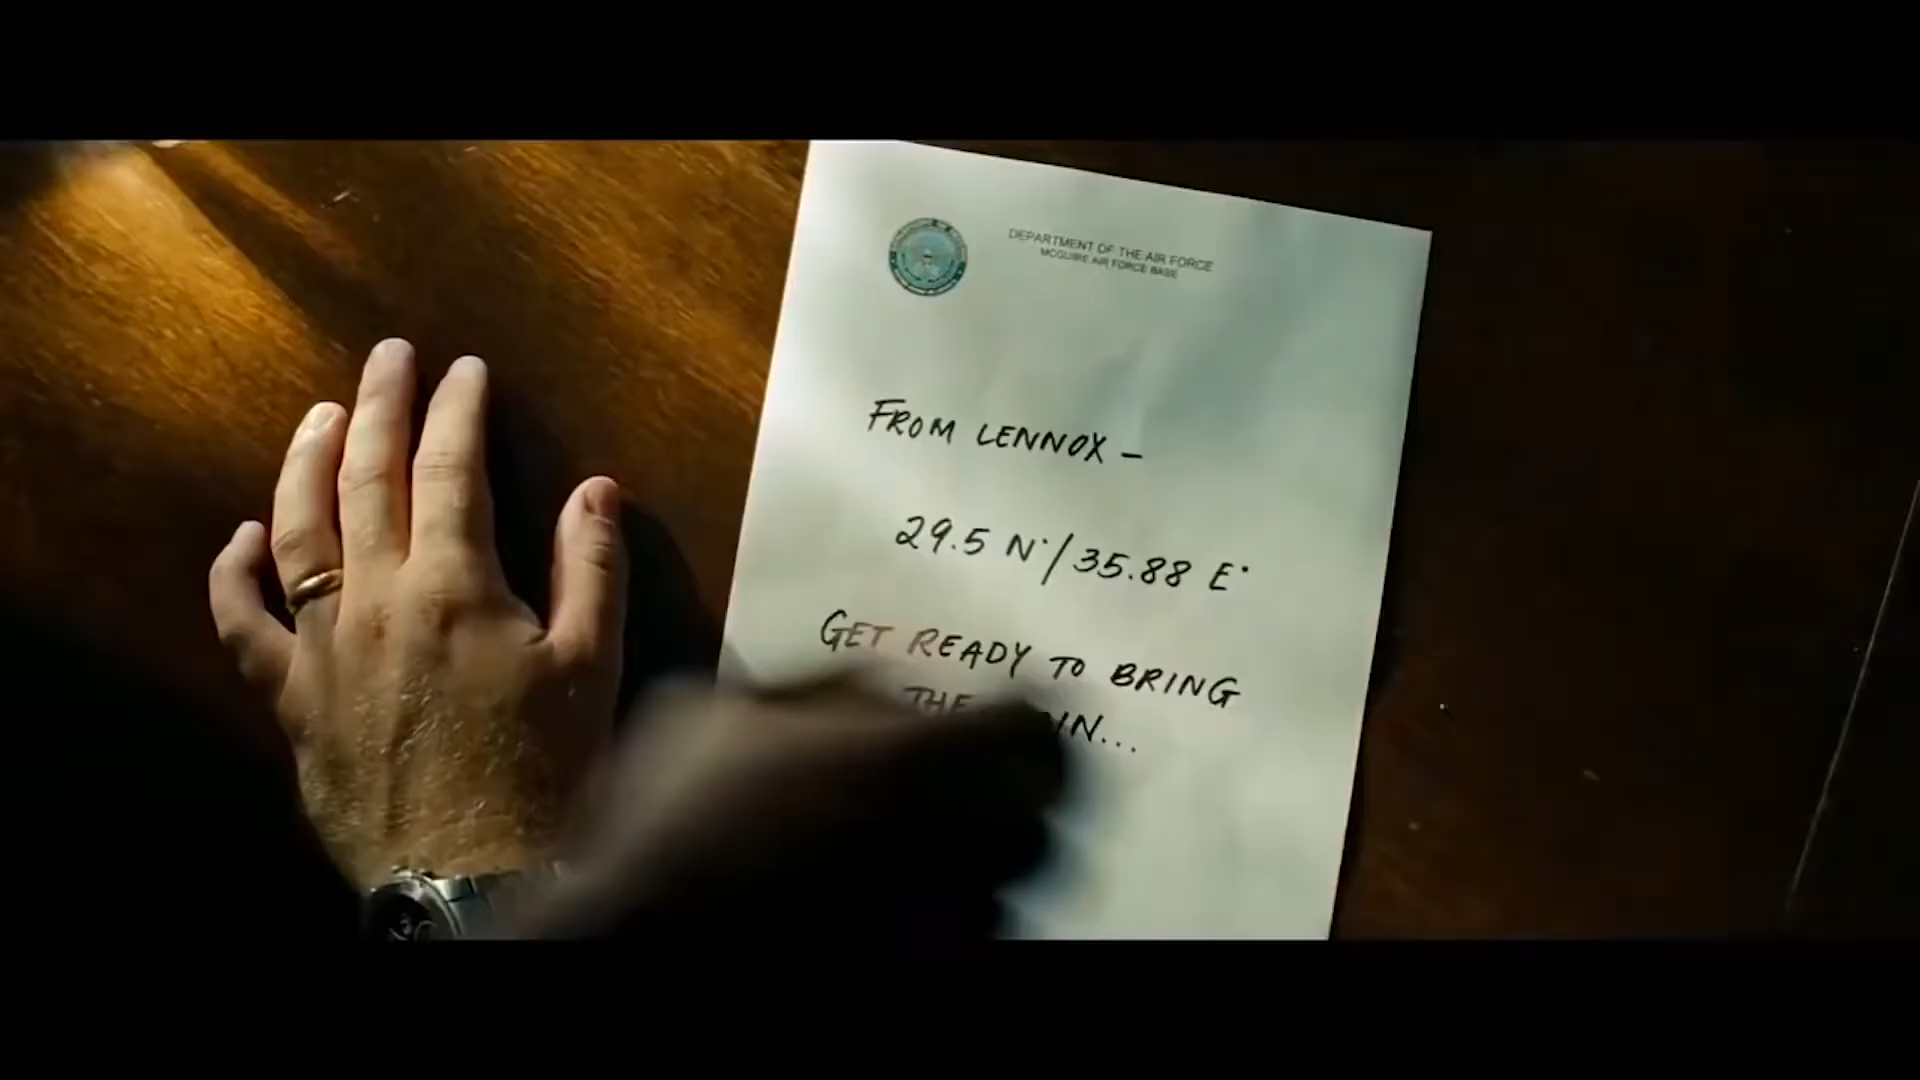 DEPARTMENT OF THE AIR FORCE
MCGUIRE AIR FORCE BASE
FROM LENNOX –
29.5 N°/35.88 E°
GET READY TO BRING
THE